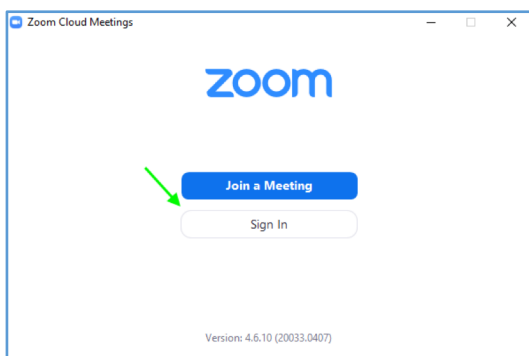 Zoom Cloud Meetings
zoom
Join a Meeting
Sign In
Version: 4.6.10 (20033.0407)